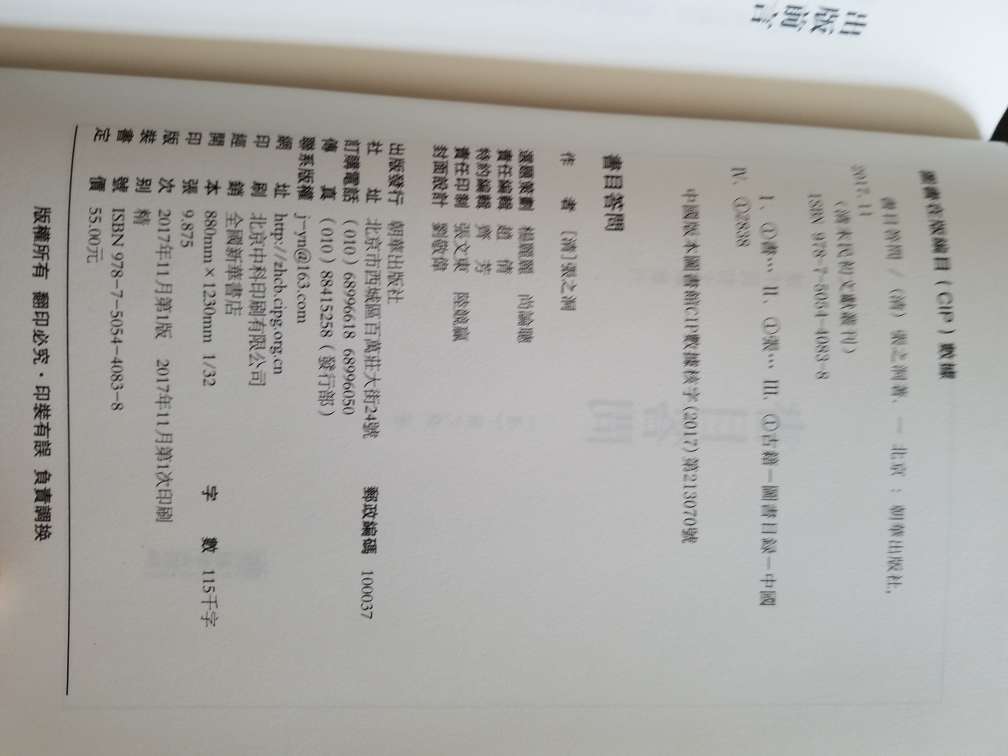 出版前言
圖書在版編目（CIP）數據
書目答問 /（清）張之洞著. — 北京 : 朝華出版社,
2017.11
（清末民初文獻叢刊）
ISBN 978-7-5054-4083-8
Ⅰ. ①書… Ⅱ. ①張… Ⅲ. ①古籍－圖書目録－中國
Ⅳ. ①Z838
中國版本圖書館CIP數據核字(2017)第213070號
書目答問
作 者 [清]張之洞
選題策劃 楊麗麗 尚論聰
責任編輯 趙 倩
特約編輯 齊 芳
責任印制 張文東 陸競贏
封面設計 劉敬偉
出版發行 朝華出版社
社 址 北京市西城區百萬莊大街24號 郵政編碼 100037
訂購電話 （010）68996618 68996050
傳 真 （010）88415258（發行部）
聯系版權 j-yn@163.com
網 址 http://zhcb.cipg.org.cn
印 刷 北京中科印刷有限公司
經 銷 全國新華書店
開 本 880mm×1230mm 1/32 字 數 115千字
印 張 9.875
版 次 2017年11月第1版 2017年11月第1次印刷
裝 別 精
書 號 ISBN 978-7-5054-4083-8
定 價 55.00元
版權所有 翻印必究·印裝有誤 負責調換